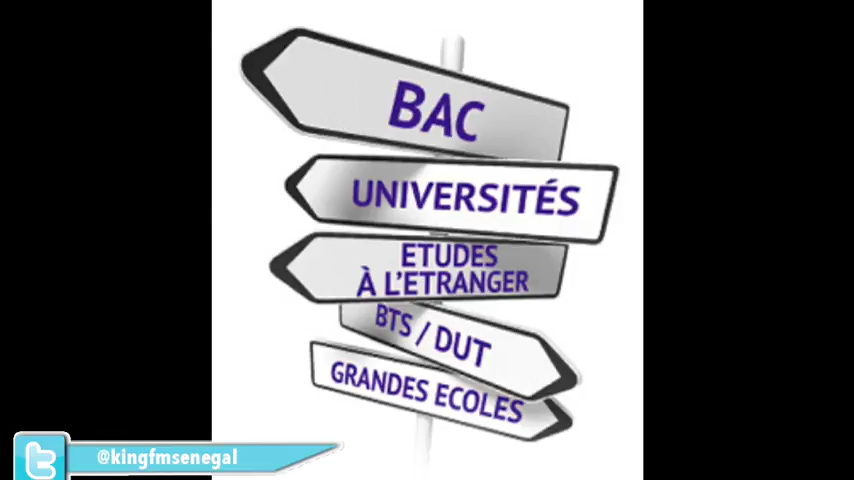 BAC
UNIVERSITÉS
ETUDES
À L'ETRANGER
BTS / DUT
GRANDES ECOLES
@kingfmsenegal